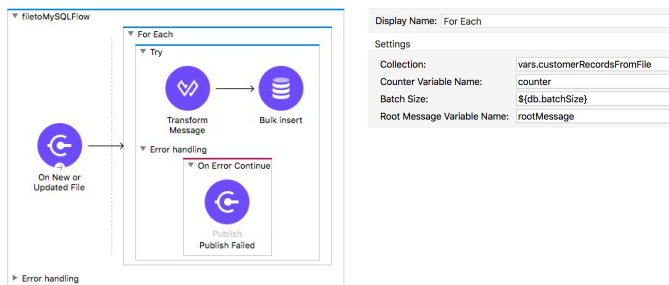 filetoMySQLFlow
For Each
Try
Transform
Message
Bulk insert
On New or
Updated File
Error handling
On Error Continue
Publish
Publish Failed
Error handling
Display Name: For Each
Settings
Collection: vars.customerRecordsFromFile
Counter Variable Name: counter
Batch Size: ${db.batchSize}
Root Message Variable Name: rootMessage